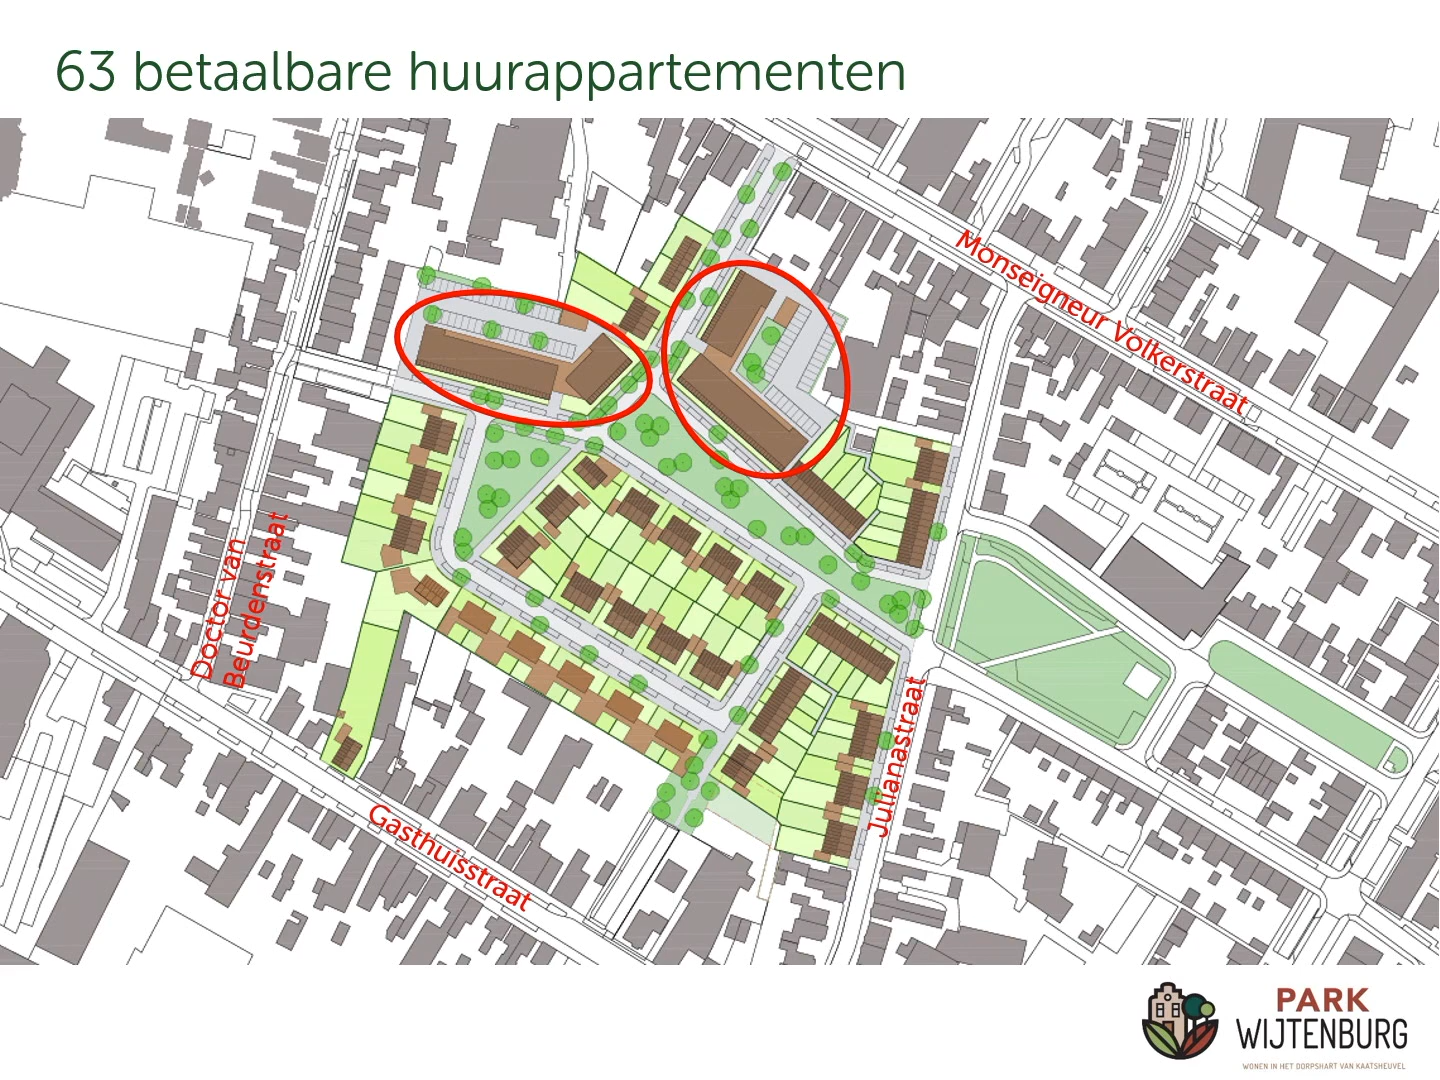 63 betaalbare huurappartementen
Monseigneur Volkerstraat
Doctor van
Beurdenstraat
Julianastraat
Gasthuisstraat
PARK
WIJTENBURG
WONEN IN HET DORPSHART VAN KAATSHEUVEL